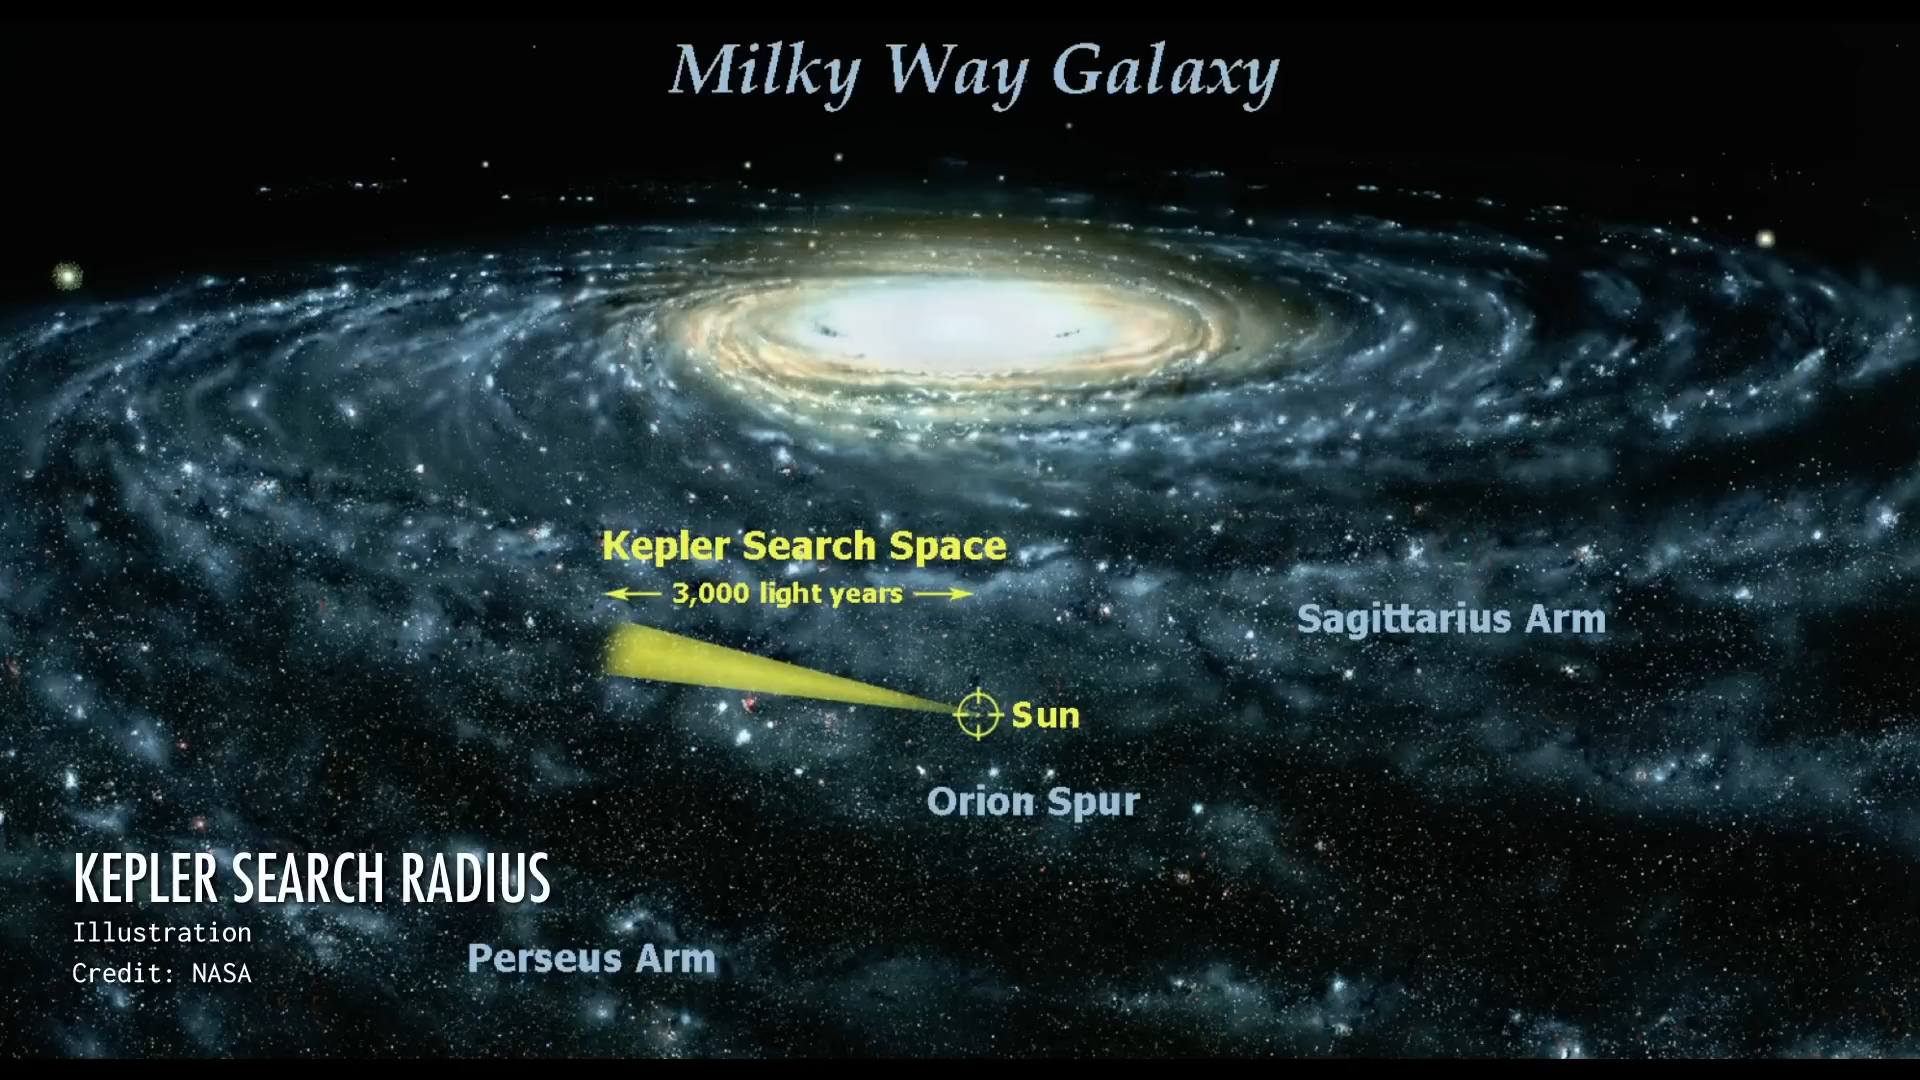 Milky Way Galaxy
Kepler Search Space
3,000 light years
Sagittarius Arm
Sun
Orion Spur
KEPLER SEARCH RADIUS
Illustration
Credit: NASA
Perseus Arm